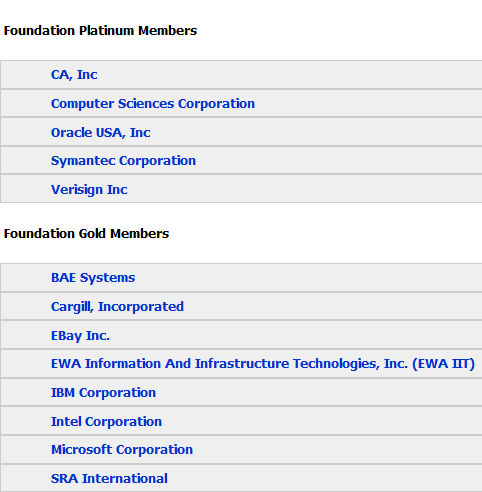 Foundation Platinum Members
CA, Inc
Computer Sciences Corporation
Oracle USA, Inc
Symantec Corporation
Verisign Inc
Foundation Gold Members
BAE Systems
Cargill, Incorporated
EBay Inc.
EWA Information And Infrastructure Technologies, Inc. (EWA IIT)
IBM Corporation
Intel Corporation
Microsoft Corporation
SRA International